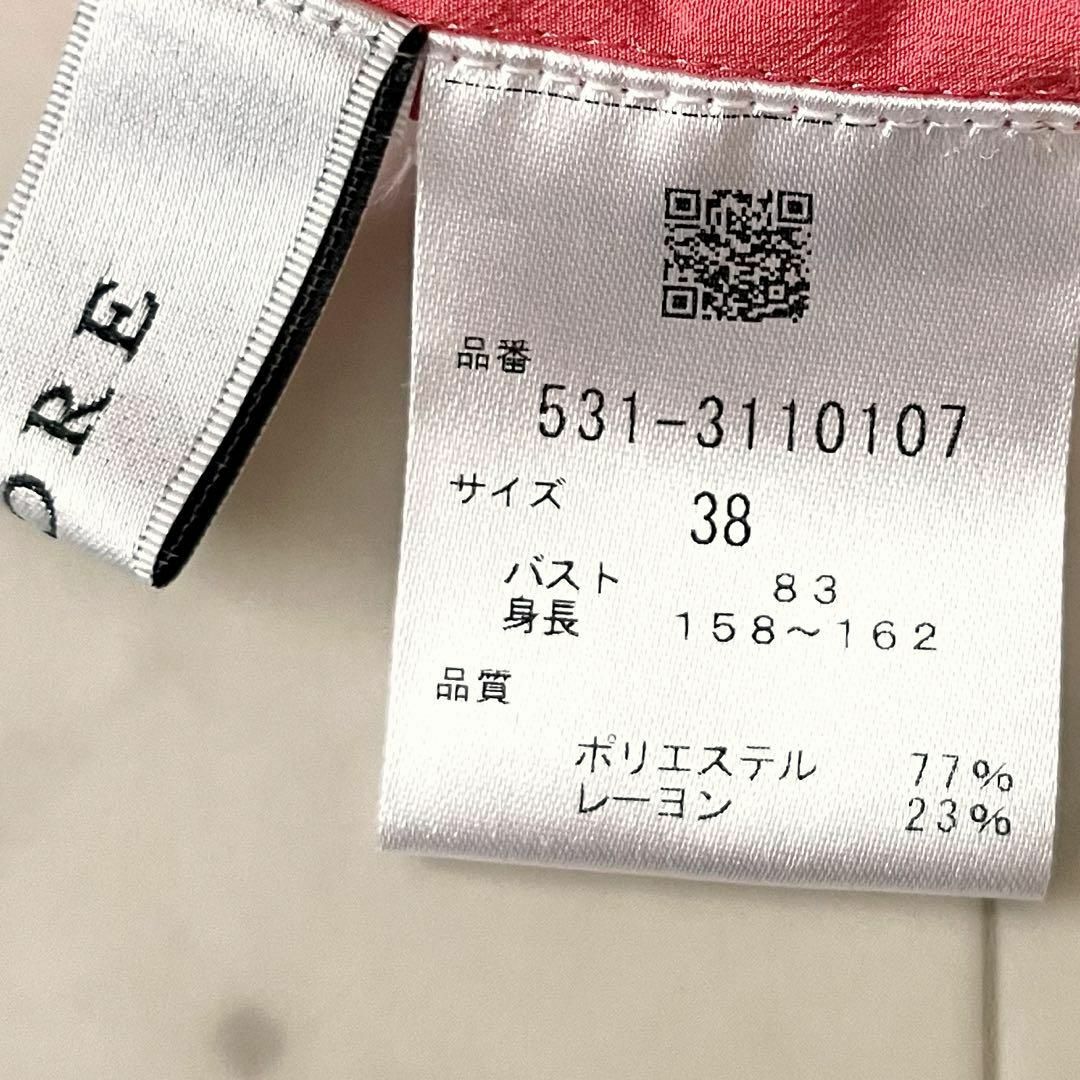 ORE
品番
531-3110107
サイズ 38
バスト 83
身長 158～162
品質
ポリエステル 77%
レーヨン 23%